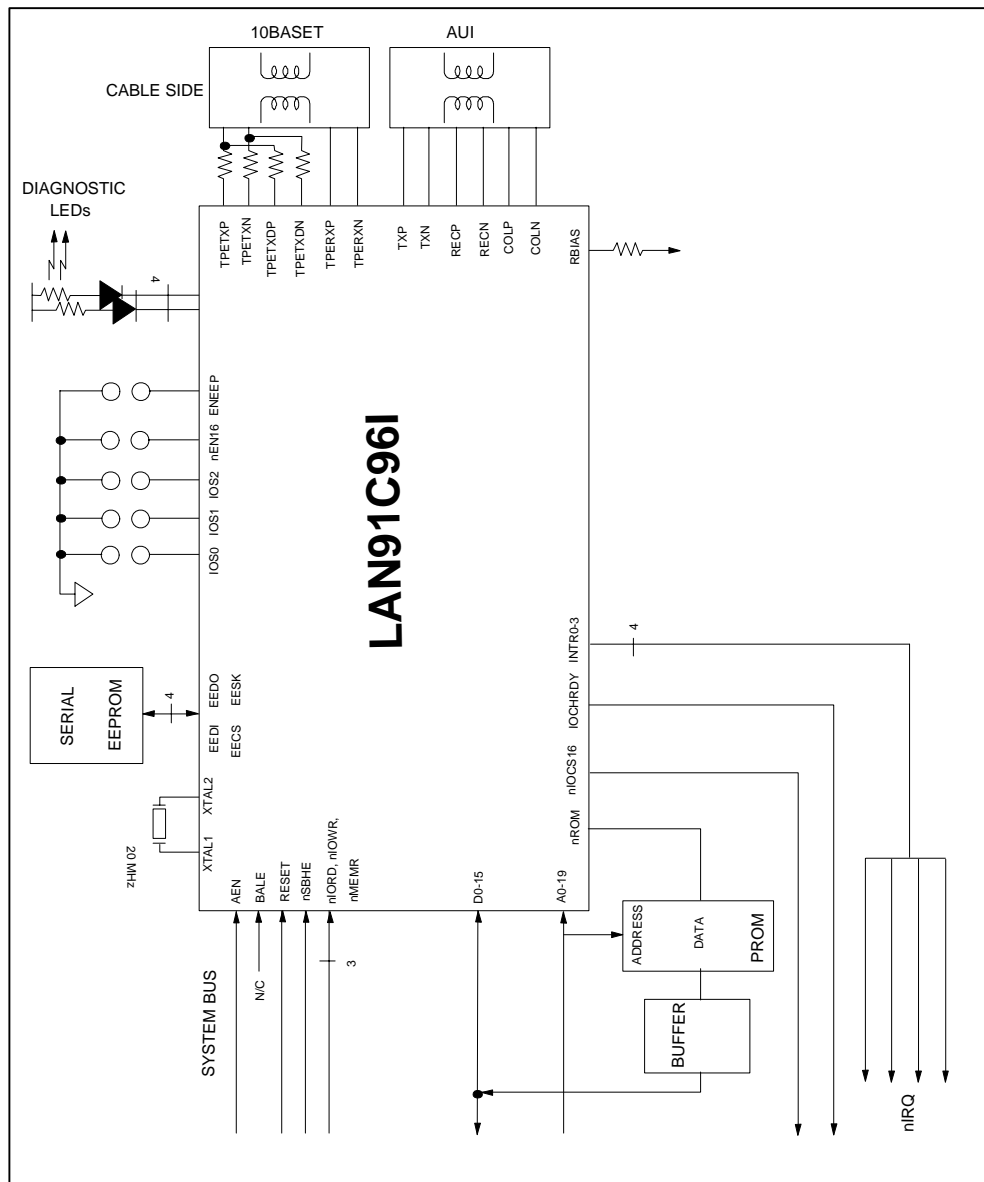 10BASET
AUI
CABLE SIDE
DIAGNOSTIC
LEDs
4
TPETXP
TPETXN
TPETXDP
TPETXDN
TPERXP
TPERXN
TXP
TXN
RECP
RECN
COLP
COLN
RBIAS
ENEEP
nEN16
IOS2
IOS1
IOS0
LAN91C96I
SERIAL
EEPROM
4
EEDO
EESK
EEDI
EECS
XTAL2
XTAL1
20 MHz
INTR0-3
4
IOCHRDY
nIOCS16
nROM
AEN
BALE
RESET
nSBHE
nIORD, nIOWR,
nMEMR
D0-15
A0-19
SYSTEM BUS
N/C
3
ADDRESS
DATA
PROM
BUFFER
nIRQ